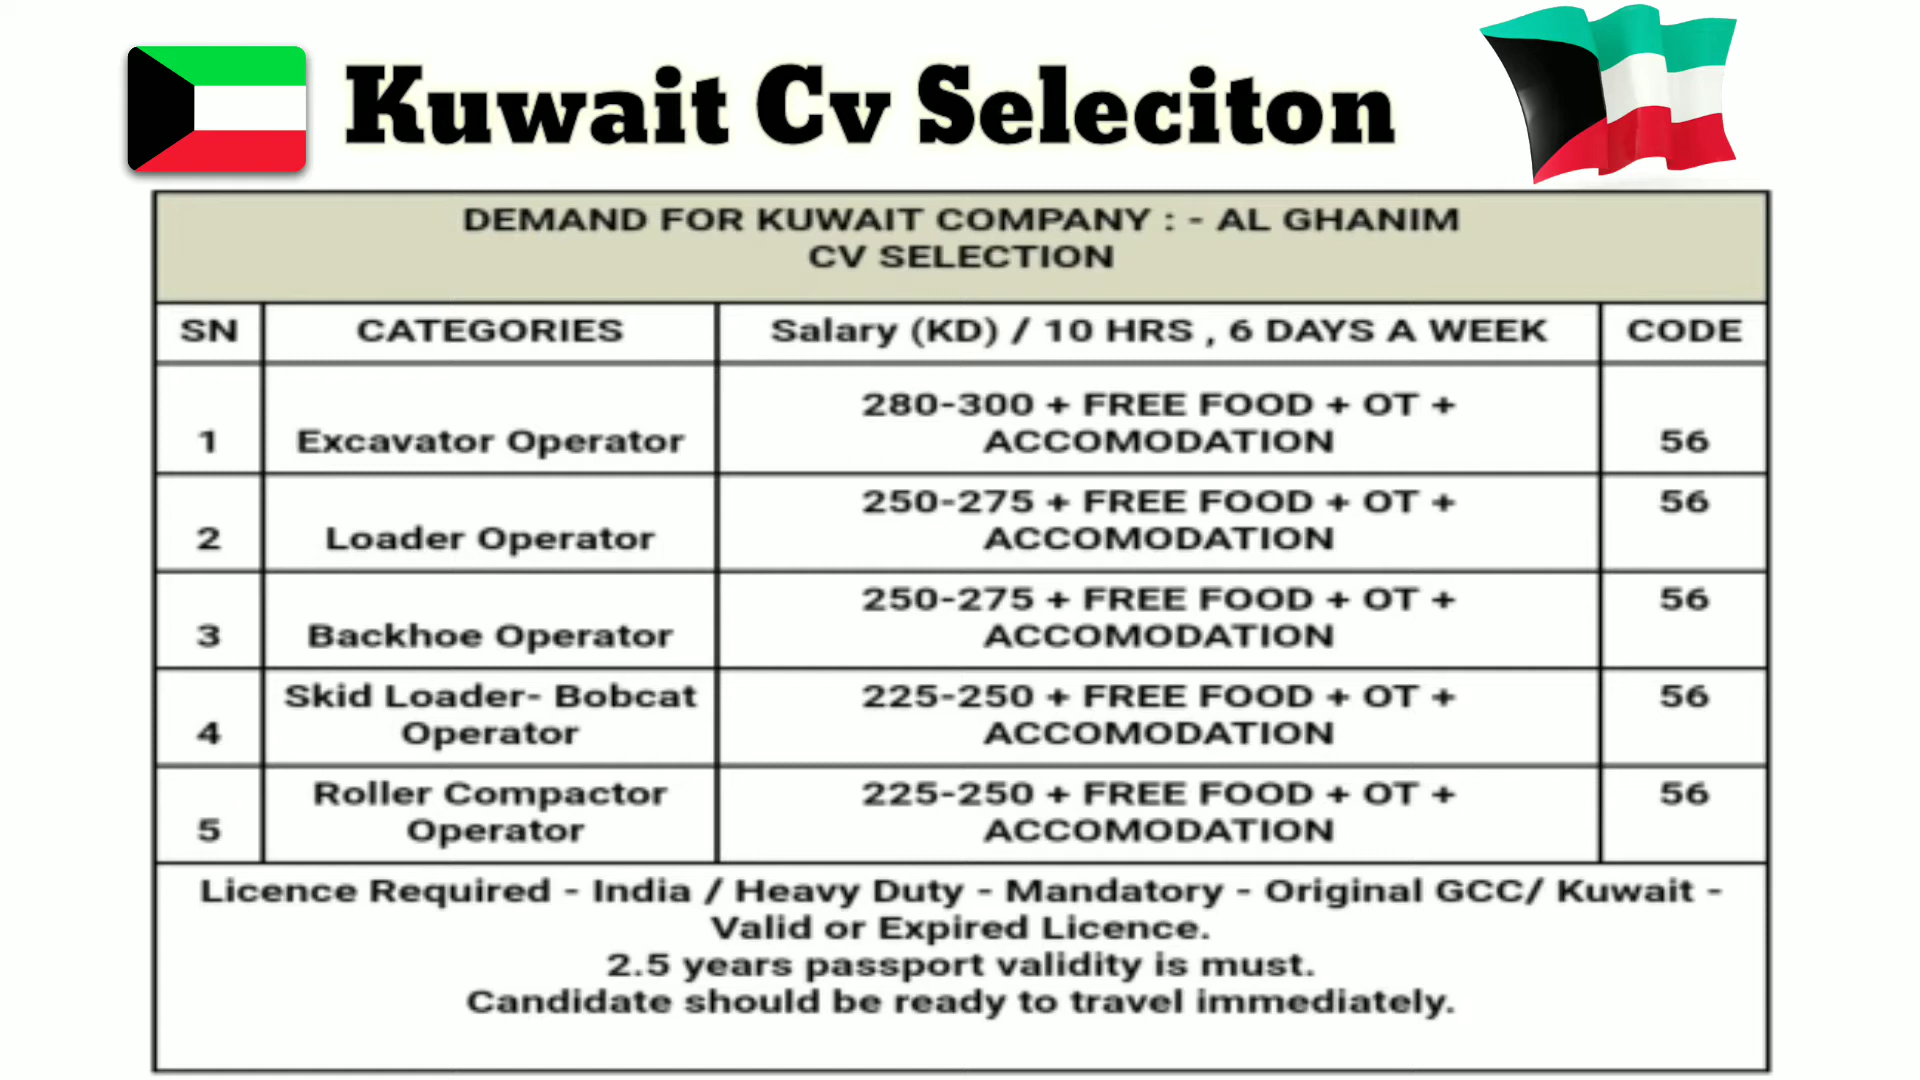 Kuwait Cv Seleciton
DEMAND FOR KUWAIT COMPANY : - AL GHANIM
CV SELECTION
SN CATEGORIES Salary (KD) / 10 HRS , 6 DAYS A WEEK CODE
280-300 + FREE FOOD + OT +
1 Excavator Operator ACCOMODATION 56
250-275 + FREE FOOD + OT + 56
2 Loader Operator ACCOMODATION
250-275 + FREE FOOD + OT + 56
3 Backhoe Operator ACCOMODATION
Skid Loader- Bobcat 225-250 + FREE FOOD + OT + 56
4 Operator ACCOMODATION
Roller Compactor 225-250 + FREE FOOD + OT + 56
5 Operator ACCOMODATION
Licence Required - India / Heavy Duty - Mandatory - Original GCC/ Kuwait -
Valid or Expired Licence.
2.5 years passport validity is must.
Candidate should be ready to travel immediately.